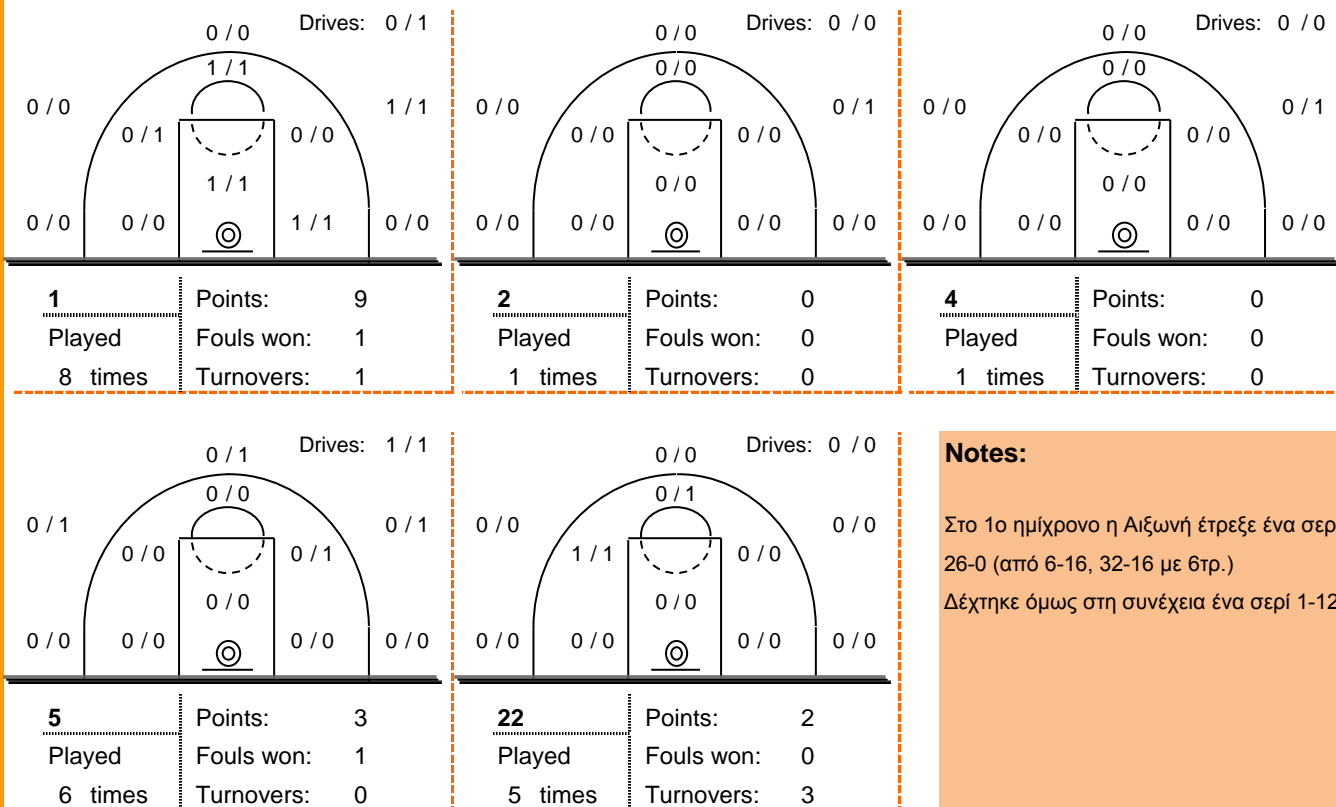 0 / 0 Drives: 0 / 1
1 / 1
0 / 0 1 / 1
0 / 1 0 / 0
1 / 1
0 / 0 0 / 0 1 / 1 0 / 0
1 Points: 9
Played Fouls won: 1
8 times Turnovers: 1
0 / 0 Drives: 0 / 0
0 / 0
0 / 0 0 / 1
0 / 0 0 / 0
0 / 0
0 / 0 0 / 0 0 / 0 0 / 0
2 Points: 0
Played Fouls won: 0
1 times Turnovers: 0
0 / 0 Drives: 0 / 0
0 / 0
0 / 0 0 / 1
0 / 0 0 / 0
0 / 0
0 / 0 0 / 0 0 / 0 0 / 0
4 Points: 0
Played Fouls won: 0
1 times Turnovers: 0
0 / 1 Drives: 1 / 1
0 / 0
0 / 1 0 / 1
0 / 0 0 / 1
0 / 0
0 / 0 0 / 0 0 / 0 0 / 0
5 Points: 3
Played Fouls won: 1
6 times Turnovers: 0
0 / 0 Drives: 0 / 0
0 / 1
0 / 0 0 / 0
1 / 1 0 / 0
0 / 0
0 / 0 0 / 0 0 / 0 0 / 0
22 Points: 2
Played Fouls won: 0
5 times Turnovers: 3
Notes:
Στο 1ο ημίχρονο η Αιξωνή έτρεξε ένα
26-0 (από 6-16, 32-16 με 6τρ.)
Δέχτηκε όμως στη συνέχεια ένα σερί 1-12